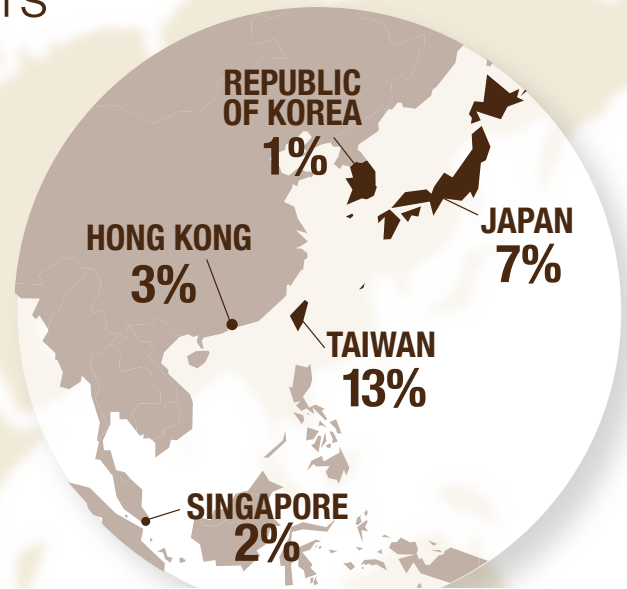 REPUBLIC
OF KOREA
1%
JAPAN
7%
HONG KONG
3%
TAIWAN
13%
SINGAPORE
2%